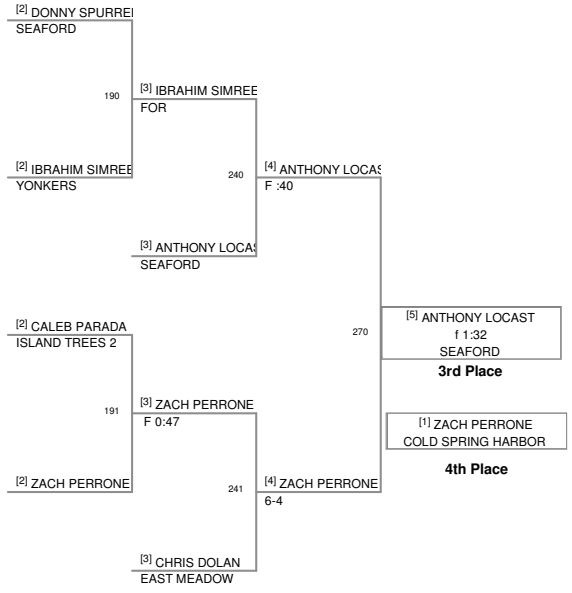 [2] DONNY SPURREI
SEAFORD
190
[3] IBRAHIM SIMREE
FOR
[2] IBRAHIM SIMREE
YONKERS
240
[4] ANTHONY LOCAS
F :40
[3] ANTHONY LOCAS
SEAFORD
270
[5] ANTHONY LOCAST
f 1:32
SEAFORD
3rd Place
[2] CALEB PARADA
ISLAND TREES 2
191
[3] ZACH PERRONE
F 0:47
[1] ZACH PERRONE
COLD SPRING HARBOR
4th Place
[2] ZACH PERRONE
241
[4] ZACH PERRONE
6-4
[3] CHRIS DOLAN
EAST MEADOW